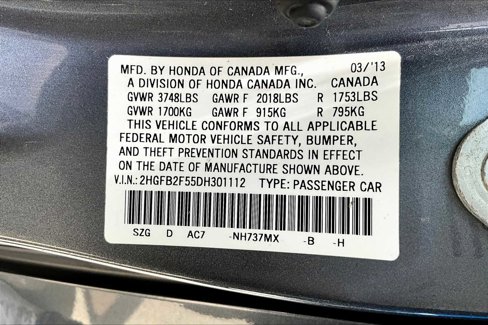 MFD. BY HONDA OF CANADA MFG., 03/'13
A DIVISION OF HONDA CANADA INC. CANADA
GVWR 3748LBS GAWR F 2018LBS R 1753LBS
GVWR 1700KG GAWR F 915KG R 795KG
THIS VEHICLE CONFORMS TO ALL APPLICABLE
FEDERAL MOTOR VEHICLE SAFETY, BUMPER,
AND THEFT PREVENTION STANDARDS IN EFFECT
ON THE DATE OF MANUFACTURE SHOWN ABOVE.
V.I.N.: 2HGFB2F55DH301112 TYPE: PASSENGER CAR
SZG D AC7 -NH737MX -B -H